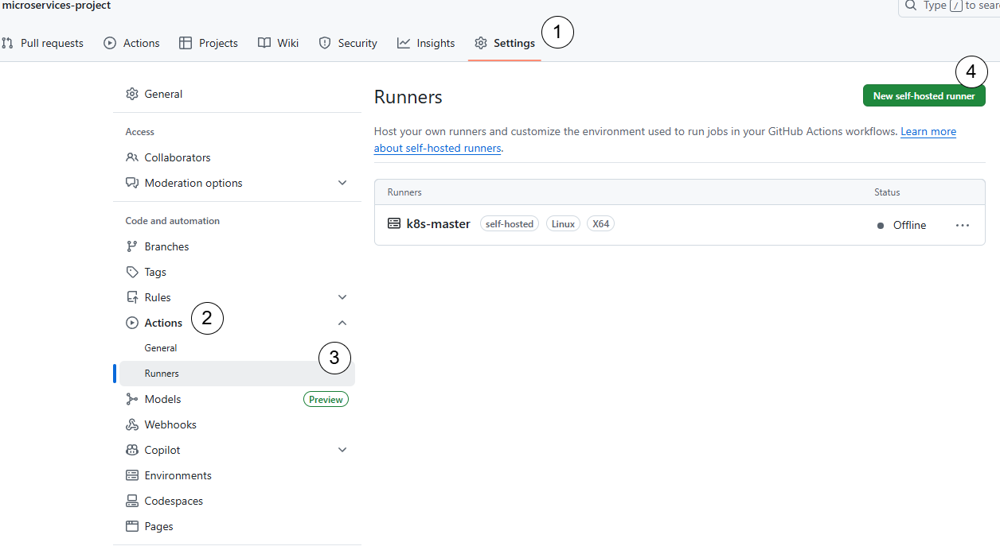 microservices-project
Type / to sear
Pull requests Actions Projects Wiki Security Insights Settings 1
4
General
Runners
New self-hosted runner
Access
Collaborators
Moderation options
Host your own runners and customize the environment used to run jobs in your GitHub Actions workflows. Learn more
about self-hosted runners.
Code and automation
Branches
Tags
Rules
Actions 2
General
3
Runners
Models Preview
Webhooks
Copilot
Environments
Codespaces
Pages
Runners Status
k8s-master self-hosted Linux X64 Offline ...